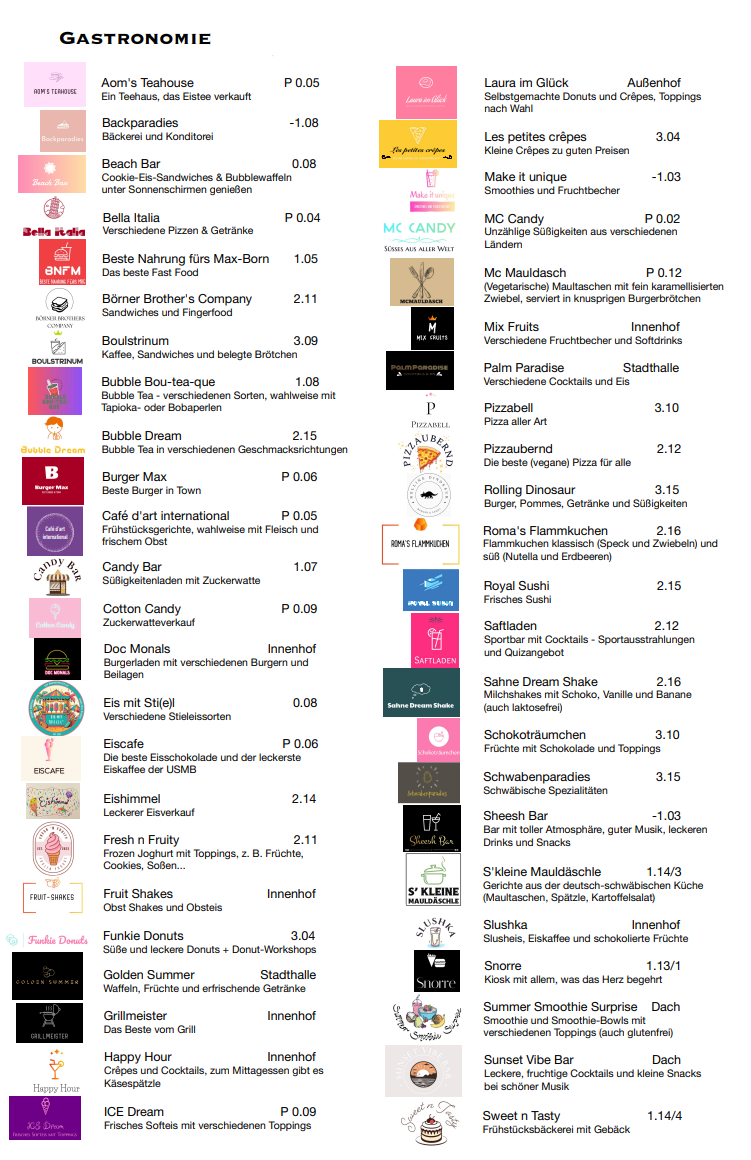 GASTRONOMIE
AOM'S TEAHOUSE
Aom's Teahouse P 0.05
Ein Teehaus, das Eistee verkauft
Backparadies
Backparadies -1.08
Bäckerei und Konditorei
Beach Bar
Beach Bar 0.08
Cookie-Eis-Sandwiches & Bubblewaffeln
unter Sonnenschirmen genießen
Bella Italia
Bella Italia P 0.04
Verschiedene Pizzen & Getränke
BNFM
BESTE NAHRUNG FÜRS MBG
Beste Nahrung fürs Max-Born 1.05
Das beste Fast Food
BÖRNER BROTHERS
COMPANY
Börner Brother's Company 2.11
Sandwiches und Fingerfood
BOULSTRINUM
Boulstrinum 3.09
Kaffee, Sandwiches und belegte Brötchen
Bubble Bou-tea-que 1.08
Bubble Tea - verschiedenen Sorten, wahlweise mit
Tapioka- oder Bobaperlen
Bubble Dream
Bubble Dream 2.15
Bubble Tea in verschiedenen Geschmacksrichtungen
B
Burger Max
Burger Max P 0.06
Beste Burger in Town
Café d'art
international
Café d'art international P 0.05
Frühstücksgerichte, wahlweise mit Fleisch und
frischem Obst
CANDY BAR
Candy Bar 1.07
Süßigkeitenladen mit Zuckerwatte
Cotton Candy
Cotton Candy P 0.09
Zuckerwatteverkauf
DOC MONALS
Doc Monals Innenhof
Burgerladen mit verschiedenen Burgern und
Beilagen
Eis mit Sti(e)l 0.08
Verschiedene Stieleissorten
EISCAFE
Eiscafe P 0.06
Die beste Eisschokolade und der leckerste
Eiskaffee der USMB
Eishimmel
Eishimmel 2.14
Leckerer Eisverkauf
Fresh n Fruity 2.11
Frozen Joghurt mit Toppings, z. B. Früchte,
Cookies, Soßen...
FRUIT-SHAKES
Fruit Shakes Innenhof
Obst Shakes und Obsteis
Funkie Donuts
Funkie Donuts 3.04
Süße und leckere Donuts + Donut-Workshops
GOLDEN SUMMER
Golden Summer Stadthalle
Waffeln, Früchte und erfrischende Getränke
GRILLMEISTER
Grillmeister Innenhof
Das Beste vom Grill
Happy Hour
Happy Hour Innenhof
Crêpes und Cocktails, zum Mittagessen gibt es
Käsespätzle
ICE Dream
FRISCHES SOFTEIS MIT TOPPINGS
ICE Dream P 0.09
Frisches Softeis mit verschiedenen Toppings
Laura im Glück
Laura im Glück Außenhof
Selbstgemachte Donuts und Crêpes, Toppings
nach Wahl
Les petites crêpes
Les petites crêpes 3.04
Kleine Crêpes zu guten Preisen
Make it unique
Make it unique -1.03
Smoothies und Fruchtbecher
MC CANDY
SÜSSES AUS ALLER WELT
MC Candy P 0.02
Unzählige Süßigkeiten aus verschiedenen
Ländern
MCMAULDASCH
Mc Mauldasch P 0.12
(Vegetarische) Maultaschen mit fein karamellisierten
Zwiebel, serviert in knusprigen Burgerbrötchen
M
MIX FRUITS
Mix Fruits Innenhof
Verschiedene Fruchtbecher und Softdrinks
PALM PARADISE
Palm Paradise Stadthalle
Verschiedene Cocktails und Eis
P
PIZZABELL
Pizzabell 3.10
Pizza aller Art
PIZZAUBERND
Pizzaubernd 2.12
Die beste (vegane) Pizza für alle
ROLLING DINOSAUR
Rolling Dinosaur 3.15
Burger, Pommes, Getränke und Süßigkeiten
ROMA'S FLAMMKUCHEN
Roma's Flammkuchen 2.16
Flammkuchen klassisch (Speck und Zwiebeln) und
süß (Nutella und Erdbeeren)
ROYAL SUSHI
Royal Sushi 2.15
Frisches Sushi
SAFTLADEN
Saftladen 2.12
Sportbar mit Cocktails - Sportausstrahlungen
und Quizangebot
Sahne Dream Shake
Sahne Dream Shake 2.16
Milchshakes mit Schoko, Vanille und Banane
(auch laktosefrei)
Schokoträumchen
Schokoträumchen 3.10
Früchte mit Schokolade und Toppings
Schwabenparadies
Schwabenparadies 3.15
Schwäbische Spezialitäten
Sheesh Bar
Sheesh Bar -1.03
Bar mit toller Atmosphäre, guter Musik, leckeren
Drinks und Snacks
S' KLEINE
MAULDÄSCHLE
S'kleine Mauldäschle 1.14/3
Gerichte aus der deutsch-schwäbischen Küche
(Maultaschen, Spätzle, Kartoffelsalat)
SLUSHKA
Slushka Innenhof
Slusheis, Eiskaffee und schokolierte Früchte
Snorre
Snorre 1.13/1
Kiosk mit allem, was das Herz begehrt
Summer Smoothie Surprise
Summer Smoothie Surprise Dach
Smoothie und Smoothie-Bowls mit
verschiedenen Toppings (auch glutenfrei)
SUNSET VIBE BAR
Sunset Vibe Bar Dach
Leckere, fruchtige Cocktails und kleine Snacks
bei schöner Musik
Sweet n Tasty
Sweet n Tasty 1.14/4
Frühstücksbäckerei mit Gebäck